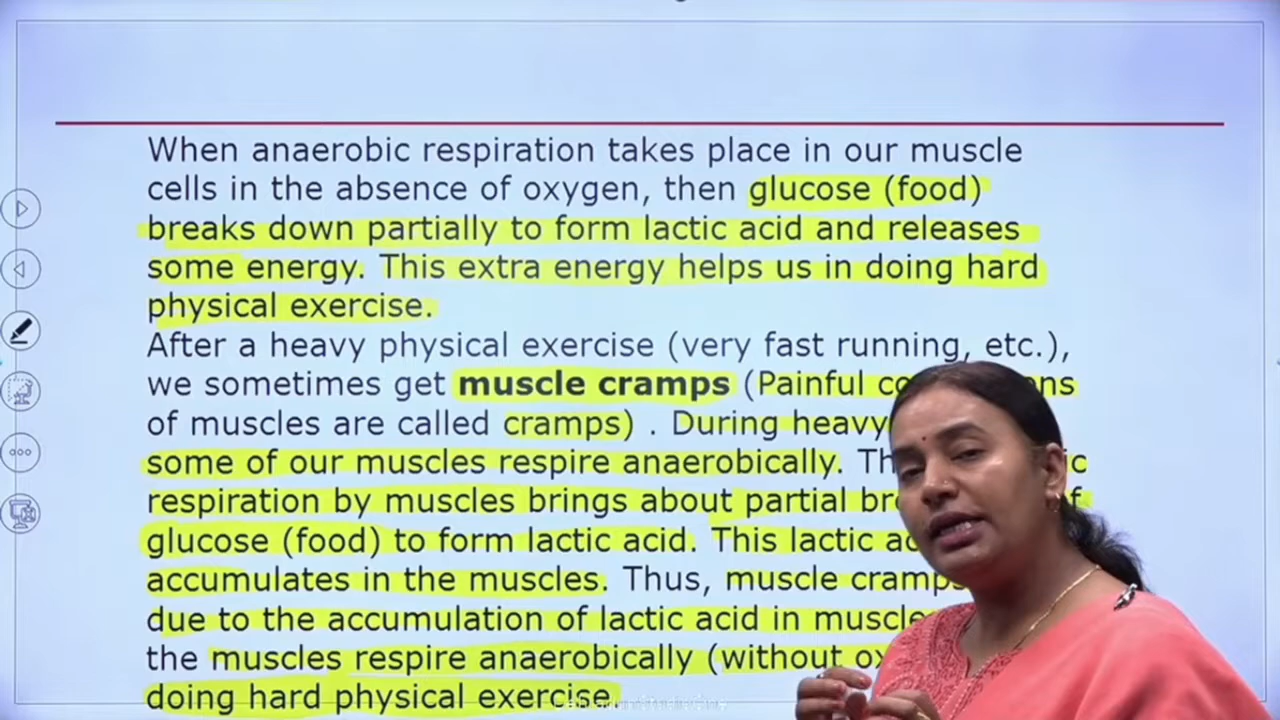 When anaerobic respiration takes place in our muscle
cells in the absence of oxygen, then glucose (food)
breaks down partially to form lactic acid and releases
some energy. This extra energy helps us in doing hard
physical exercise.
After a heavy physical exercise (very fast running, etc.),
we sometimes get muscle cramps (Painful
of muscles are called cramps) . During heavy
some of our muscles respire anaerobically.
respiration by muscles brings about partial
glucose (food) to form lactic acid. This lactic
accumulates in the muscles. Thus, muscle
due to the accumulation of lactic acid in
the muscles respire anaerobically (without
doing hard physical exercise